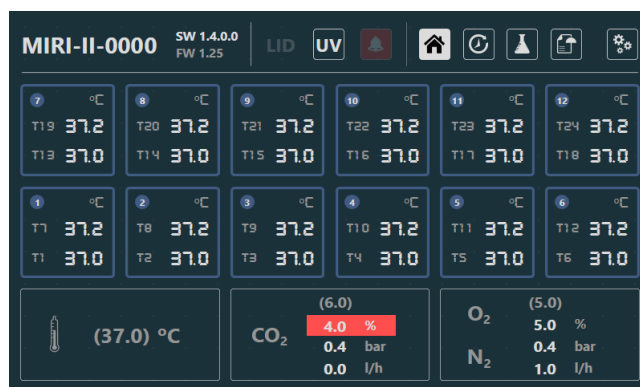 MIRI-II-0000 SW 1.4.0.0 LID UV
FW 1.25
7 °C 8 °C 9 °C 10 °C 11 °C 12 °C
T19 37.2 T20 37.2 T21 37.2 T22 37.2 T23 37.2 T24 37.2
T13 37.0 T14 37.0 T15 37.0 T16 37.0 T17 37.0 T18 37.0
1 °C 2 °C 3 °C 4 °C 5 °C 6 °C
T7 37.2 T8 37.2 T9 37.2 T10 37.2 T11 37.2 T12 37.2
T1 37.0 T2 37.0 T3 37.0 T4 37.0 T5 37.0 T6 37.0
(37.0) °C
(6.0)
CO₂ 4.0 %
0.4 bar
0.0 l/h
(5.0)
O₂ 5.0 %
N₂ 0.4 bar
1.0 l/h